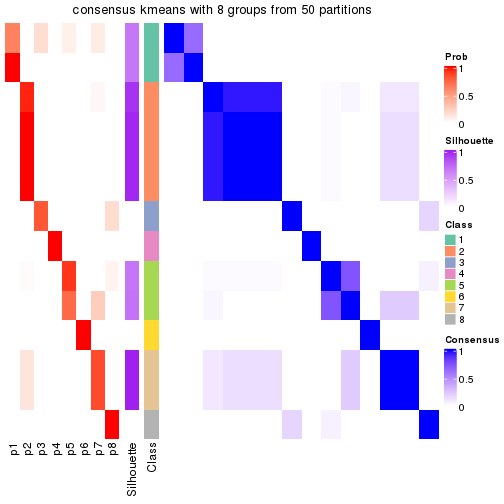 consensus kmeans with 8 groups from 50 partitions
Prob
1
0.5
0
Silhouette
1
0.5
0
Class
1
2
3
4
5
6
7
8
Consensus
1
0.5
0
p1
p2
p3
p4
p5
p6
p7
p8
Silhouette
Class